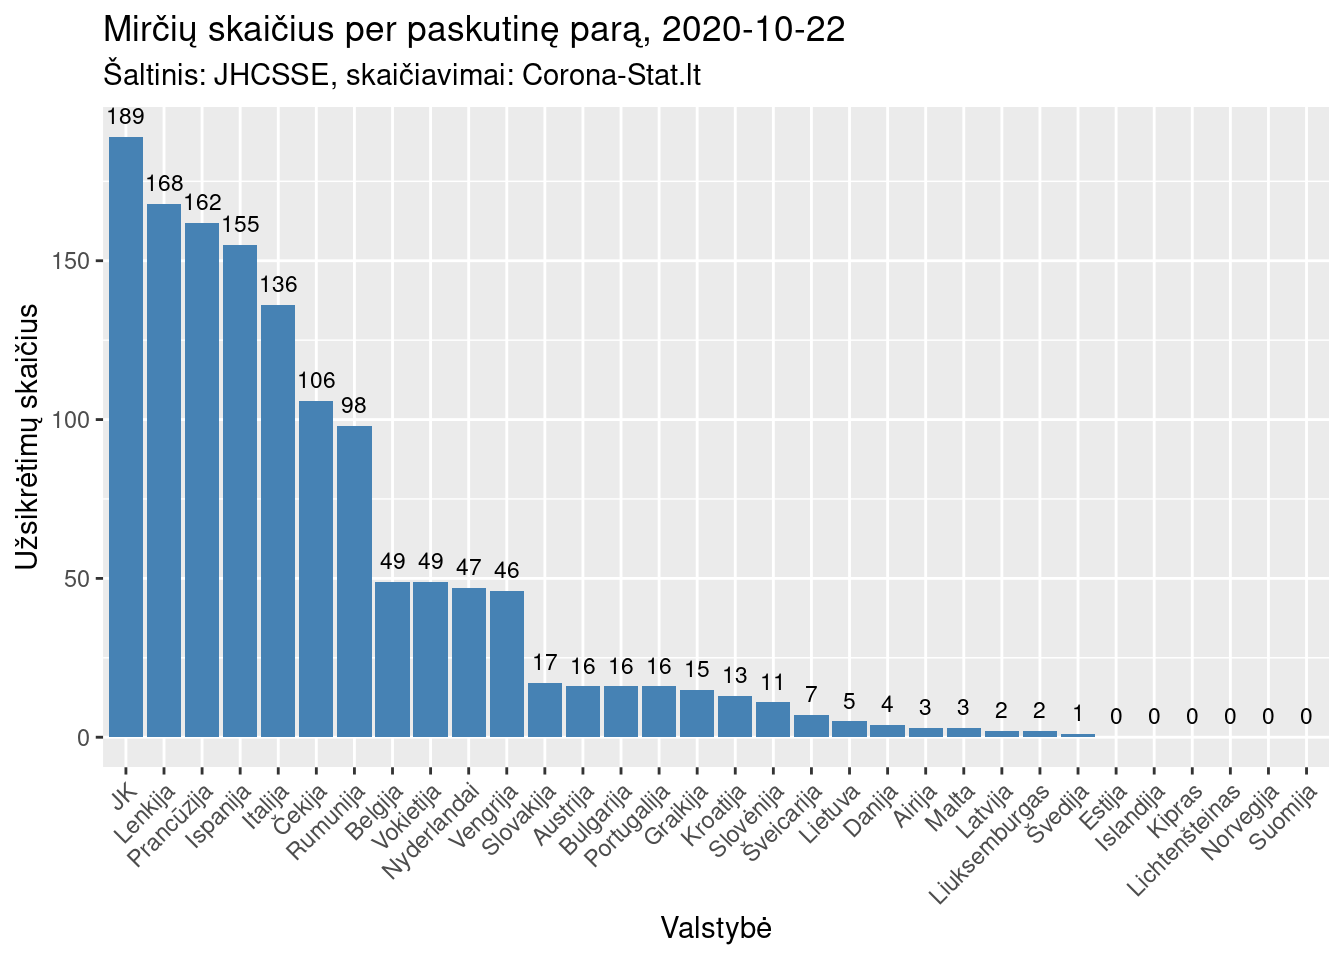 Mirčių skaičius per paskutinę parą, 2020-10-22
Šaltinis: JHCSSE, skaičiavimai: Corona-Stat.lt
189
168
162
155
136
106
98
49
49
47
46
17
16
16
16
15
13
11
7
5
4
3
3
2
2
1
0
0
0
0
0
0
150
100
50
0
Užsikrėtimų skaičius
JK
Lenkija
Prancūzija
Ispanija
Italija
Čekija
Rumunija
Belgija
Vokietija
Nyderlandai
Vengrija
Slovakija
Austrija
Bulgarija
Portugalija
Graikija
Kroatija
Slovėnija
Šveicarija
Lietuva
Danija
Airija
Malta
Latvija
Liuksemburgas
Švedija
Estija
Islandija
Kipras
Lichtenšteinas
Norvegija
Suomija
Valstybė